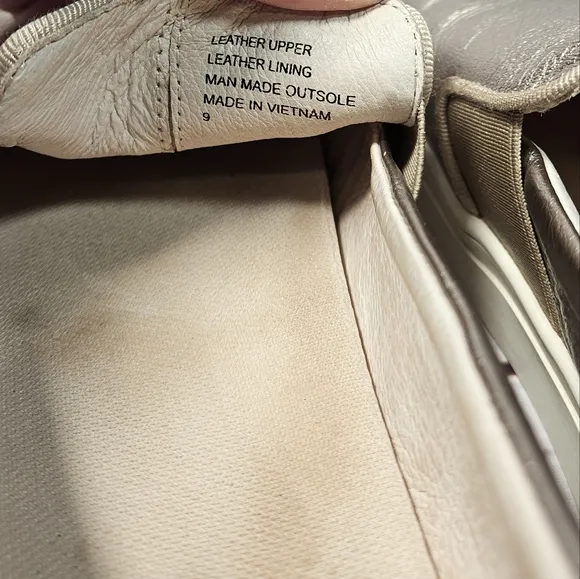 LEATHER UPPER
LEATHER LINING
MAN MADE OUTSOLE
MADE IN VIETNAM
9